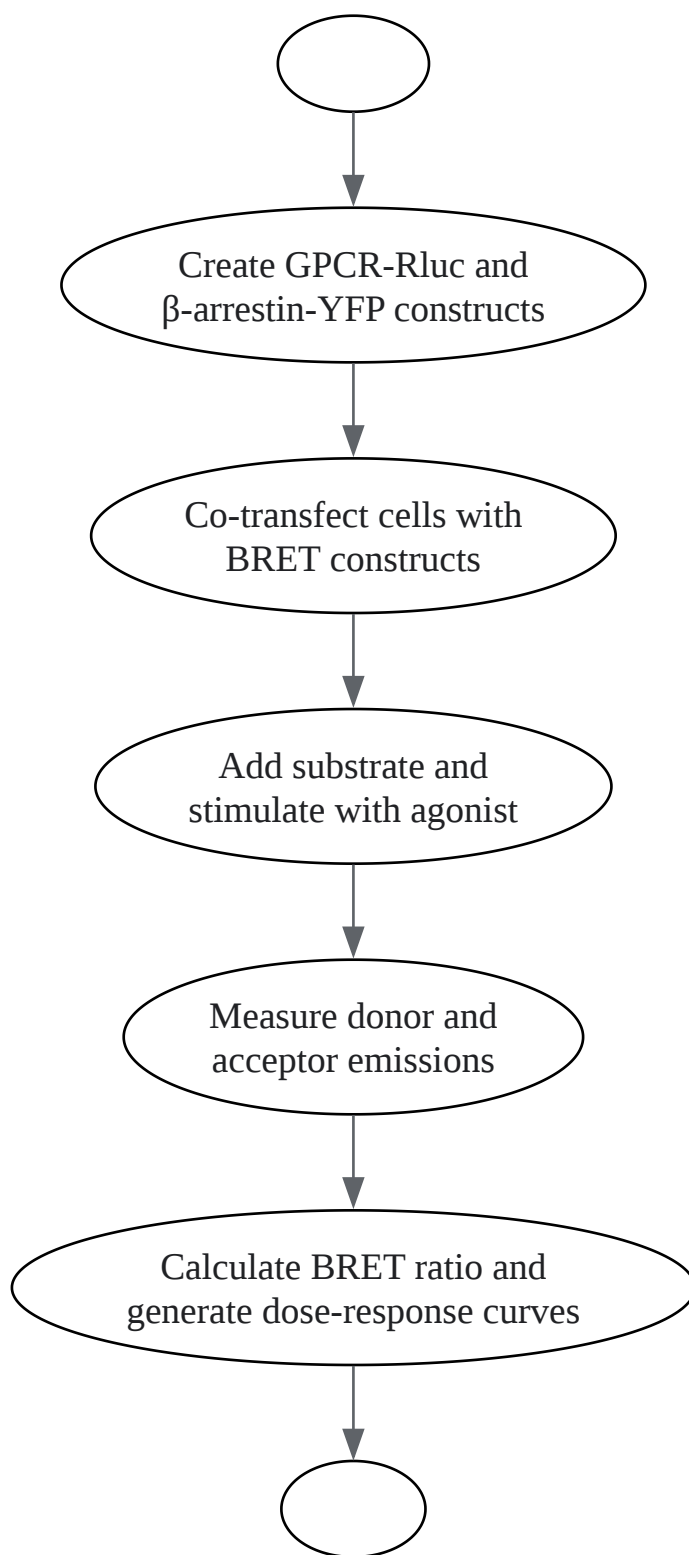 Create GPCR-Rluc and
β-arrestin-YFP constructs
Co-transfect cells with
BRET constructs
Add substrate and
stimulate with agonist
Measure donor and
acceptor emissions
Calculate BRET ratio and
generate dose-response curves